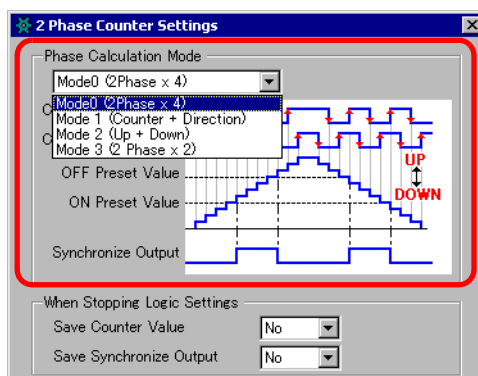 2 Phase Counter Settings
Phase Calculation Mode
Mode0 (2Phase x 4)
Mode0 (2Phase x 4)
Mode 1 (Counter + Direction)
Mode 2 (Up + Down)
Mode 3 (2 Phase x 2)
C
C
UP
OFF Preset Value
DOWN
ON Preset Value
Synchronize Output
When Stopping Logic Settings
Save Counter Value No
Save Synchronize Output No